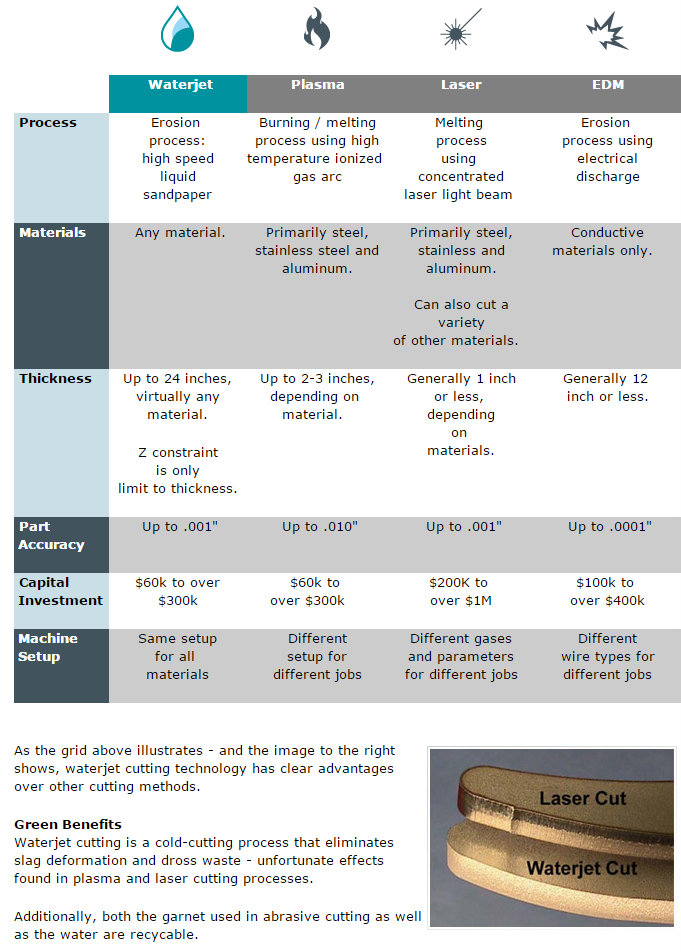 Waterjet Plasma Laser EDM
Process
Erosion
process:
high speed
liquid
sandpaper
Burning / melting
process using high
temperature ionized
gas arc
Melting
process
using
concentrated
laser light beam
Erosion
process using
electrical
discharge
Materials
Any material.
Primarily steel,
stainless steel and
aluminum.
Primarily steel,
stainless and
aluminum.
Can also cut a
variety
of other materials.
Conductive
materials only.
Thickness
Up to 24 inches,
virtually any
material.
Z constraint
is only
limit to thickness.
Up to 2-3 inches,
depending on
material.
Generally 1 inch
or less,
depending
on
materials.
Generally 12
inch or less.
Part
Accuracy
Up to .001"
Up to .010"
Up to .001"
Up to .0001"
Capital
Investment
$60k to over
$300k
$60k to
over $300k
$200K to
over $1M
$100k to
over $400k
Machine
Setup
Same setup
for all
materials
Different
setup for
different jobs
Different gases
and parameters
for different jobs
Different
wire types for
different jobs
As the grid above illustrates - and the image to the right
shows, waterjet cutting technology has clear advantages
over other cutting methods.
Green Benefits
Waterjet cutting is a cold-cutting process that eliminates
slag deformation and dross waste - unfortunate effects
found in plasma and laser cutting processes.
Additionally, both the garnet used in abrasive cutting as well
as the water are recycable.
Laser Cut
Waterjet Cut